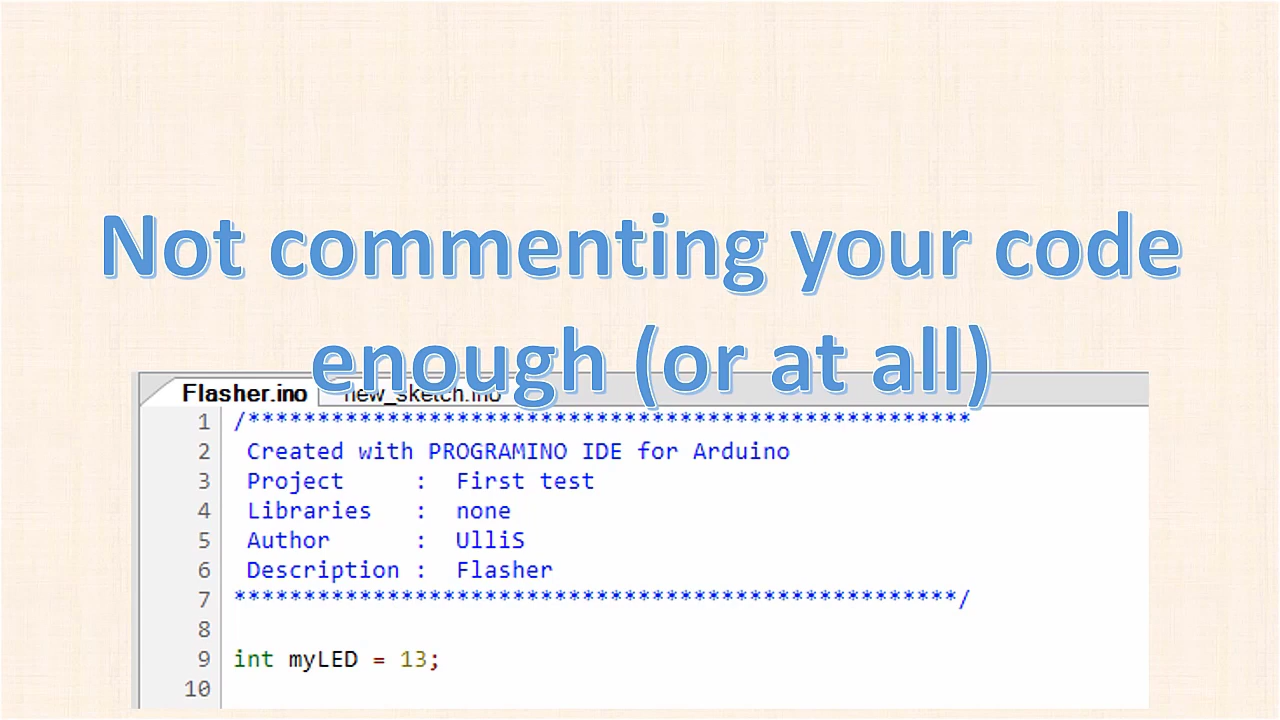 Not commenting your code
enough (or at all)
Flasher.ino new_sketch.ino
1 /****************************************************
2 Created with PROGRAMINO IDE for Arduino
3 Project : First test
4 Libraries : none
5 Author : UlliS
6 Description : Flasher
7 ****************************************************/
8
9 int myLED = 13;
10